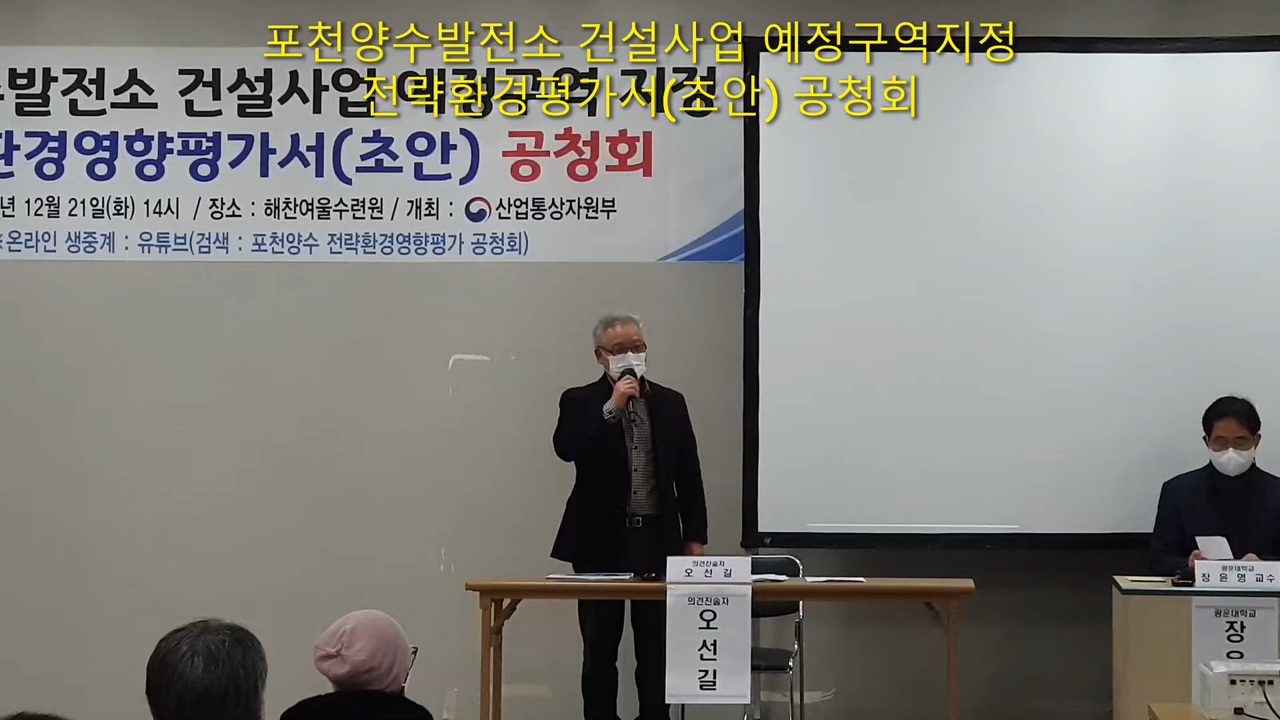 포천양수발전소 건설사업 예정구역지정
전략환경평가서(초안) 공청회
수발전소 건설사업 예정구역 지정
환경영향평가서(초안) 공청회
년 12월 21일(화) 14시 / 장소 : 해찬여울수련원 / 개최 : 산업통상자원부
※온라인 생중계 : 유튜브(검색 : 포천양수 전략환경영향평가 공청회)
의견진술자
오 선 길
의견진술자
오
선
길
광운대학교
장 윤 영 교수
광운대학교
장